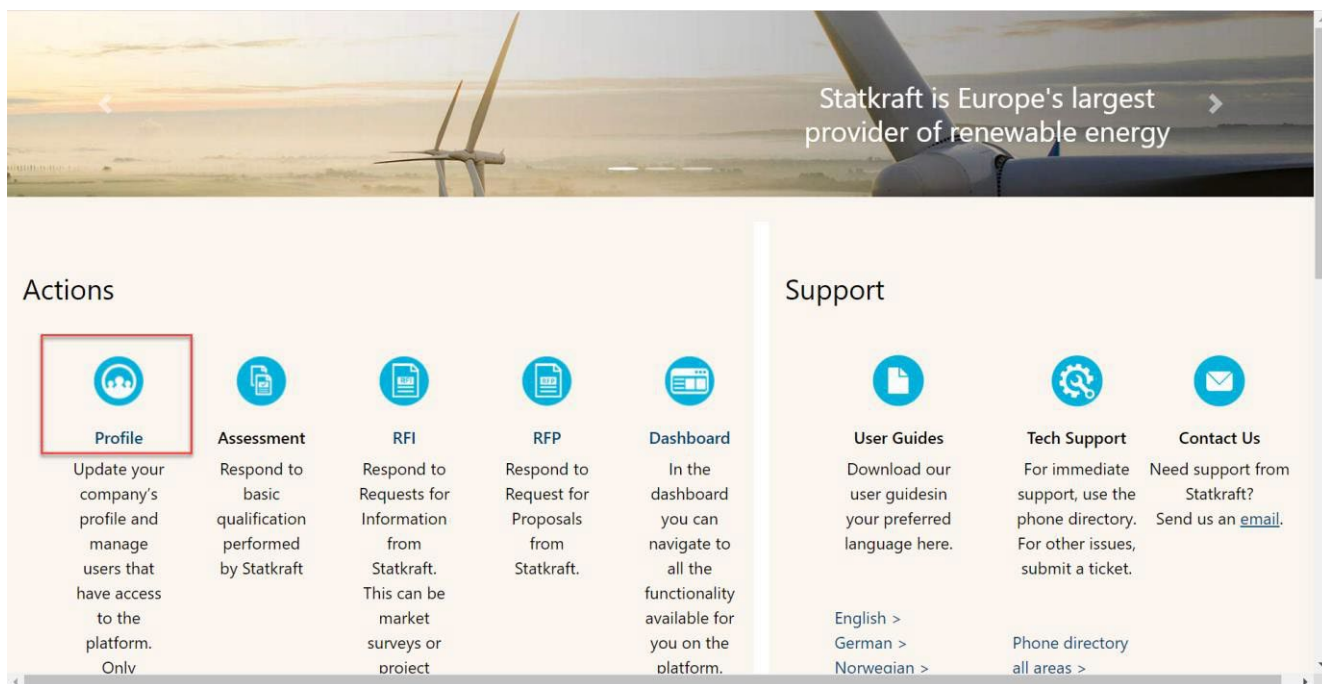 Statkraft is Europe's largest
provider of renewable energy
Actions
Profile
Update your
company's
profile and
manage
users that
have access
to the
platform.
Only
Assessment
Respond to
basic
qualification
performed
by Statkraft
RFI
RFI
Respond to
Requests for
Information
from
Statkraft.
This can be
market
surveys or
project
RFP
RFP
Respond to
Request for
Proposals
from
Statkraft.
Dashboard
In the
dashboard
you can
navigate to
all the
functionality
available for
you on the
platform.
Support
User Guides
Download our
user guidesin
your preferred
language here.
English >
German >
Norwegian >
Tech Support
For immediate
support, use the
phone directory.
For other issues,
submit a ticket.
Phone directory
all areas >
Contact Us
Need support from
Statkraft?
Send us an email.